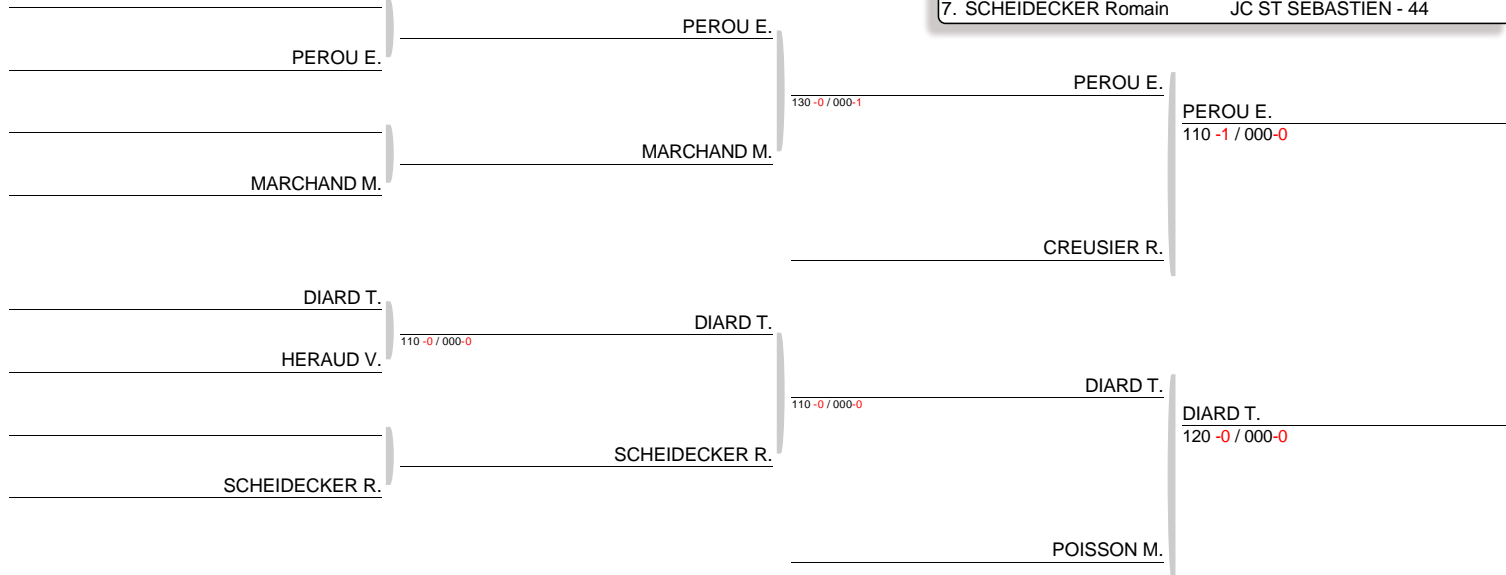 7. SCHEIDECKER Romain JC ST SEBASTIEN - 44
PEROU E.
PEROU E.
PEROU E.
130 -0 / 000-1
PEROU E.
110 -1 / 000-0
MARCHAND M.
MARCHAND M.
CREUSIER R.
DIARD T.
DIARD T.
110 -0 / 000-0
HERAUD V.
DIARD T.
110 -0 / 000-0
DIARD T.
120 -0 / 000-0
SCHEIDECKER R.
SCHEIDECKER R.
POISSON M.